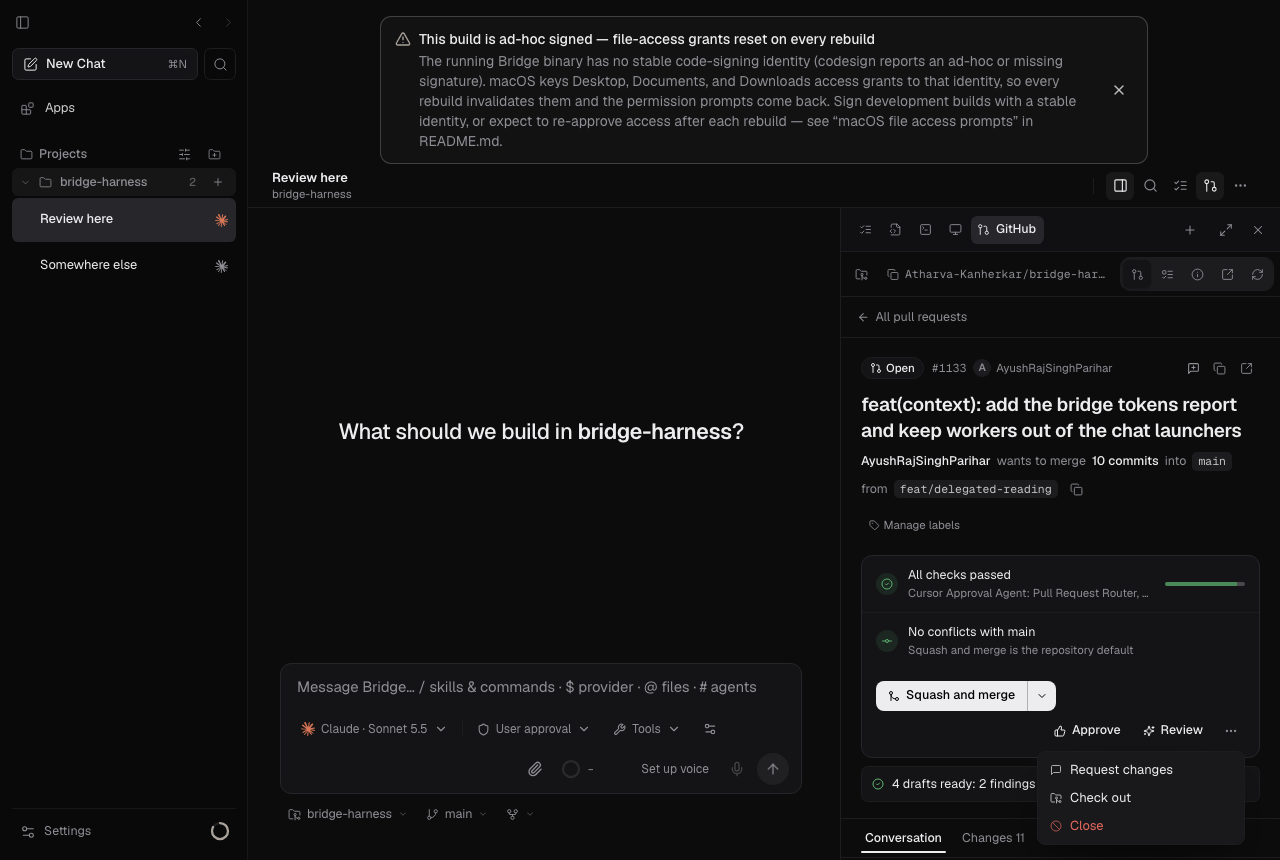 New Chat
⌘N
Apps
Projects
bridge-harness
2
Review here
Somewhere else
Settings
This build is ad-hoc signed — file-access grants reset on every rebuild
The running Bridge binary has no stable code-signing identity (codesign reports an ad-hoc or missing
signature). macOS keys Desktop, Documents, and Downloads access grants to that identity, so every
rebuild invalidates them and the permission prompts come back. Sign development builds with a stable
identity, or expect to re-approve access after each rebuild — see “macOS file access prompts” in
README.md.
Review here
bridge-harness
What should we build in bridge-harness?
Message Bridge... / skills & commands · $ provider · @ files · # agents
Claude · Sonnet 5.5
User approval
Tools
–
Set up voice
bridge-harness
main
GitHub
Atharva-Kanherkar/bridge-har…
All pull requests
Open
#1133
A
AyushRajSinghParihar
feat(context): add the bridge tokens report
and keep workers out of the chat launchers
AyushRajSinghParihar wants to merge 10 commits into main
from feat/delegated-reading
Manage labels
All checks passed
Cursor Approval Agent: Pull Request Router, …
No conflicts with main
Squash and merge is the repository default
Squash and merge
Approve
Review
4 drafts ready: 2 findings
Request changes
Check out
Close
Conversation
Changes 11